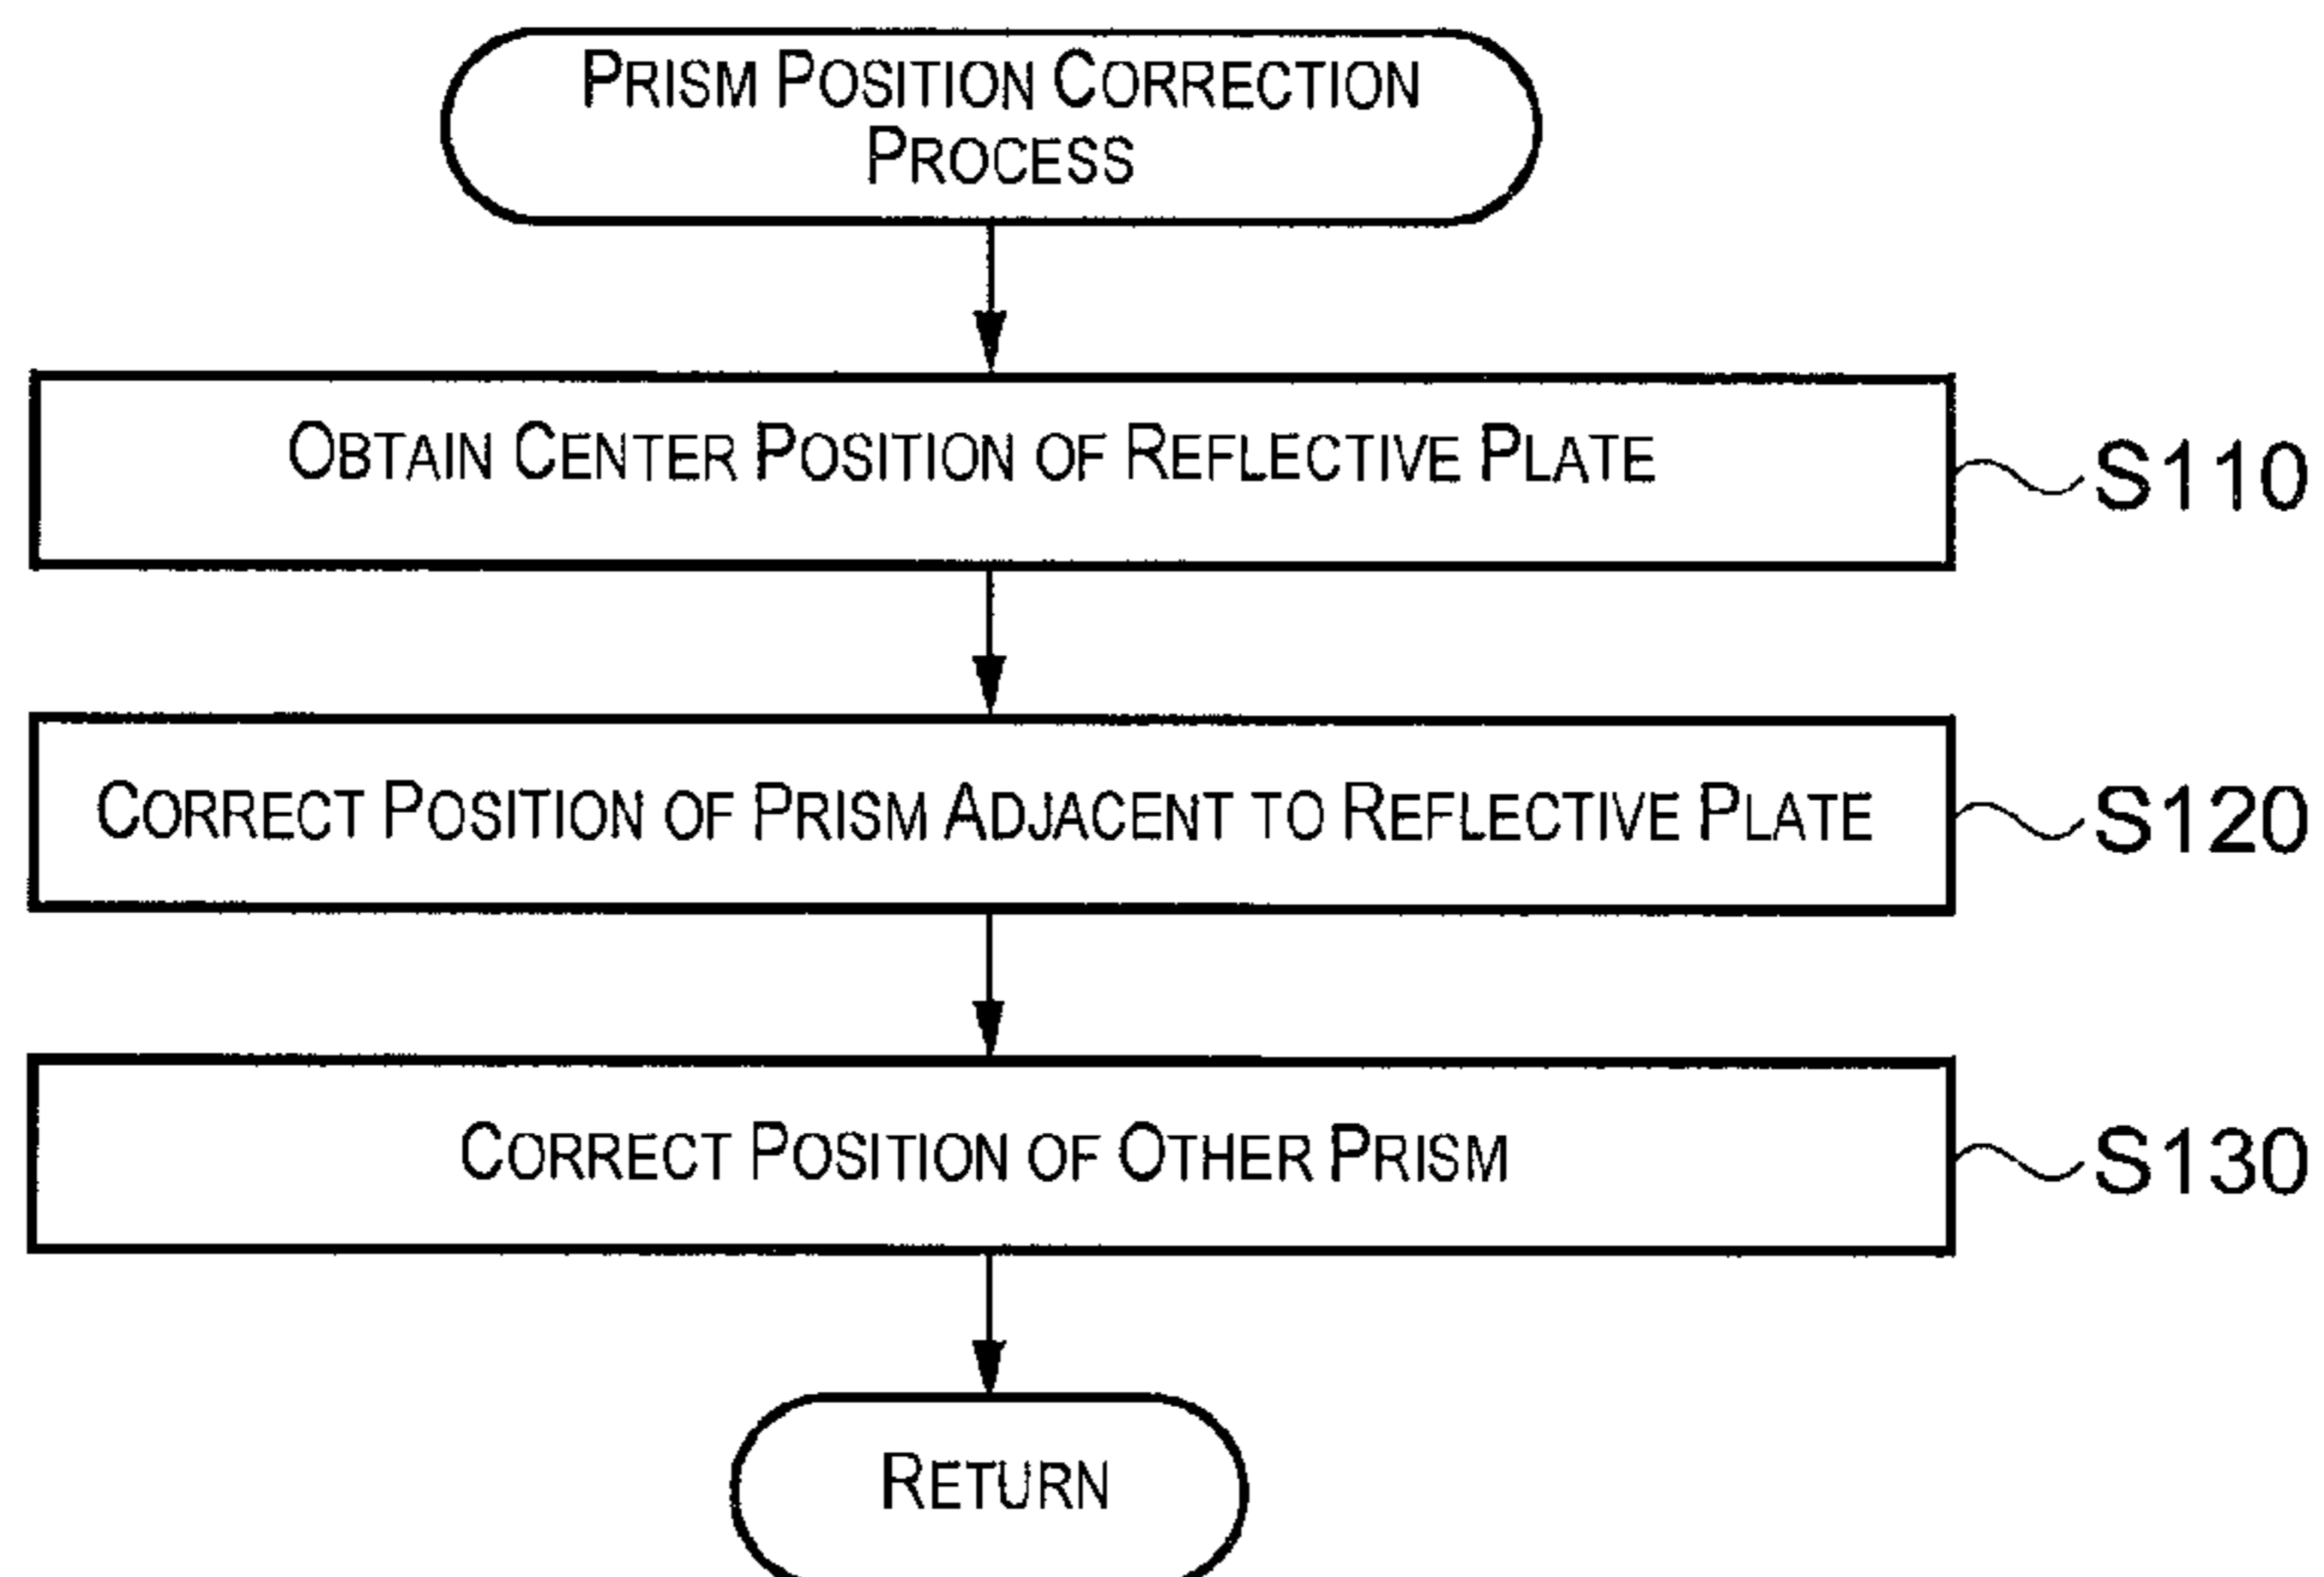 PRISM POSITION CORRECTION
PROCESS
OBTAIN CENTER POSITION OF REFLECTIVE PLATE
S110
CORRECT POSITION OF PRISM ADJACENT TO REFLECTIVE PLATE
S120
CORRECT POSITION OF OTHER PRISM
S130
RETURN